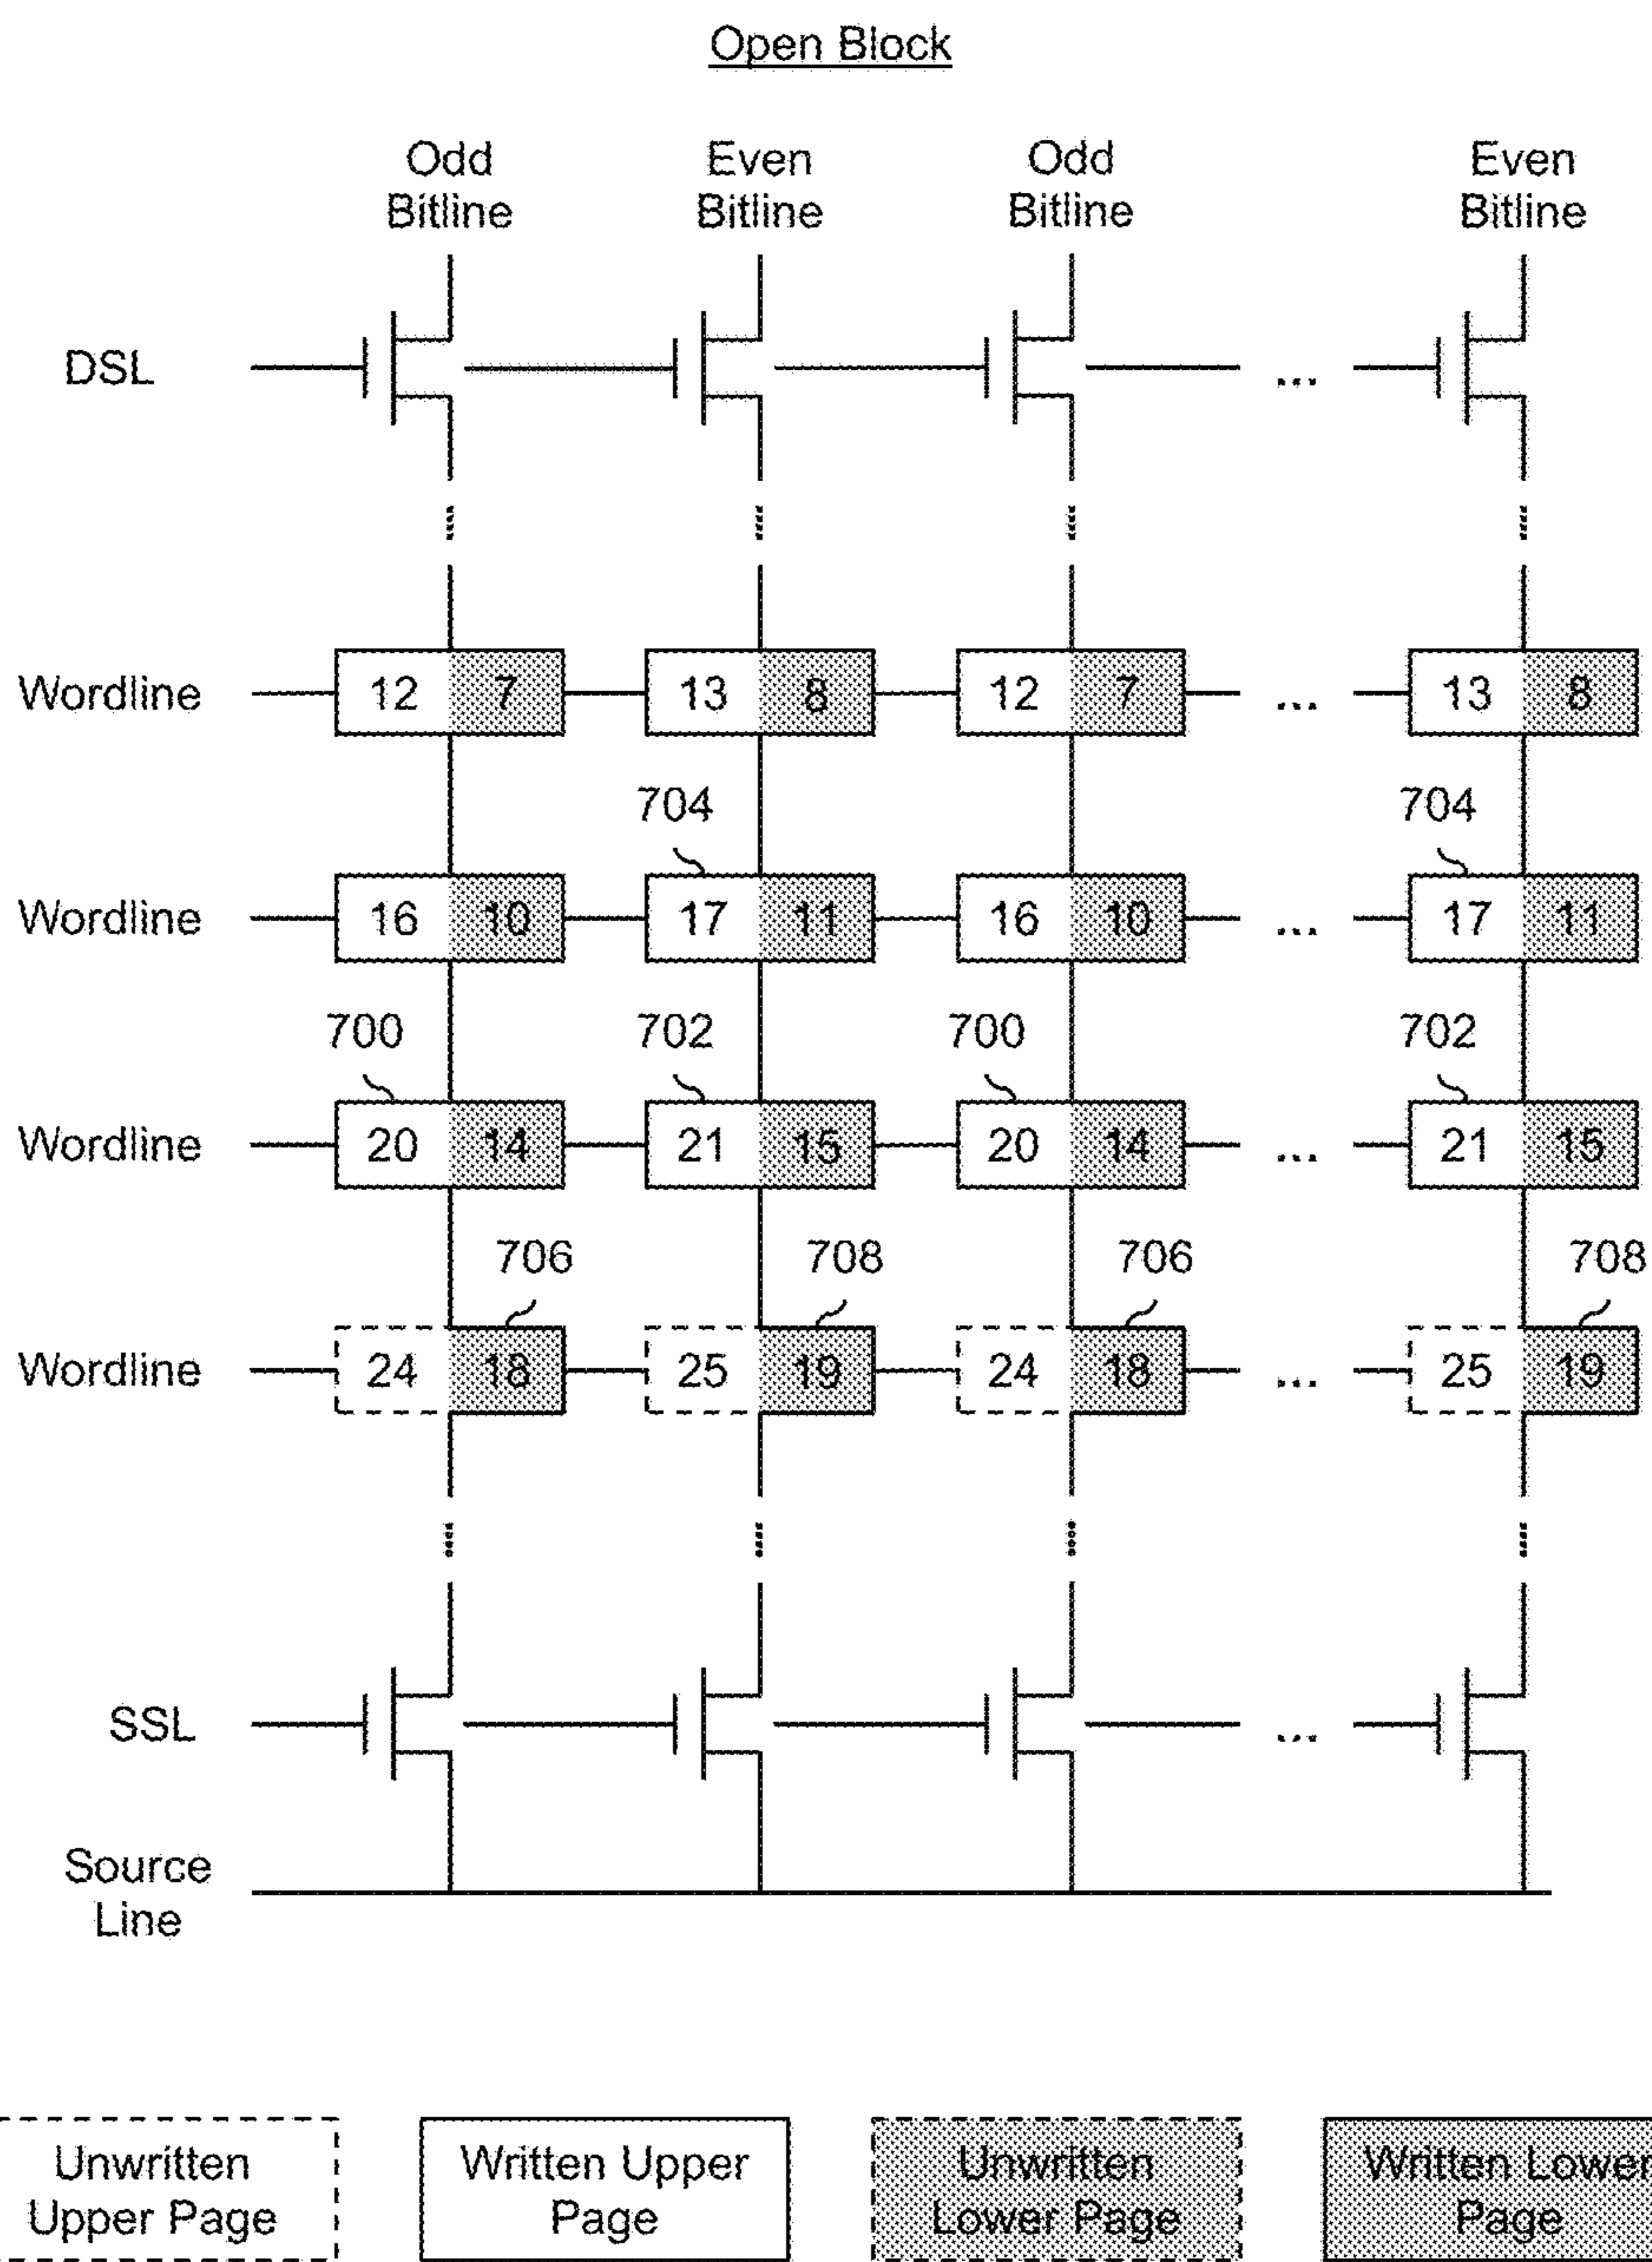 Open Block
Odd Bitline
Even Bitline
Odd Bitline
Even Bitline
DSL
...
Wordline
12 7 13 8 12 7 ... 13 8
704 704
Wordline
16 10 17 11 16 10 ... 17 11
700 702 700 702
Wordline
20 14 21 15 20 14 ... 21 15
706 708 706 708
Wordline
24 18 25 19 24 18 ... 25 19
SSL
...
Source
Line
Unwritten
Upper Page
Written Upper
Page
Unwritten
Lower Page
Written Lower
Page